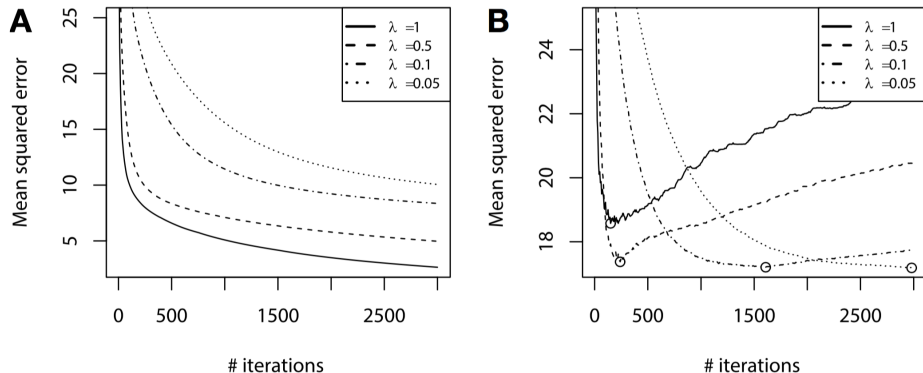 A
Mean squared error
25
20
15
10
5
0
500
1500
2500
# iterations
λ =1
λ =0.5
λ =0.1
λ =0.05
B
Mean squared error
24
22
20
18
0
500
1500
2500
# iterations
λ =1
λ =0.5
λ =0.1
λ =0.05